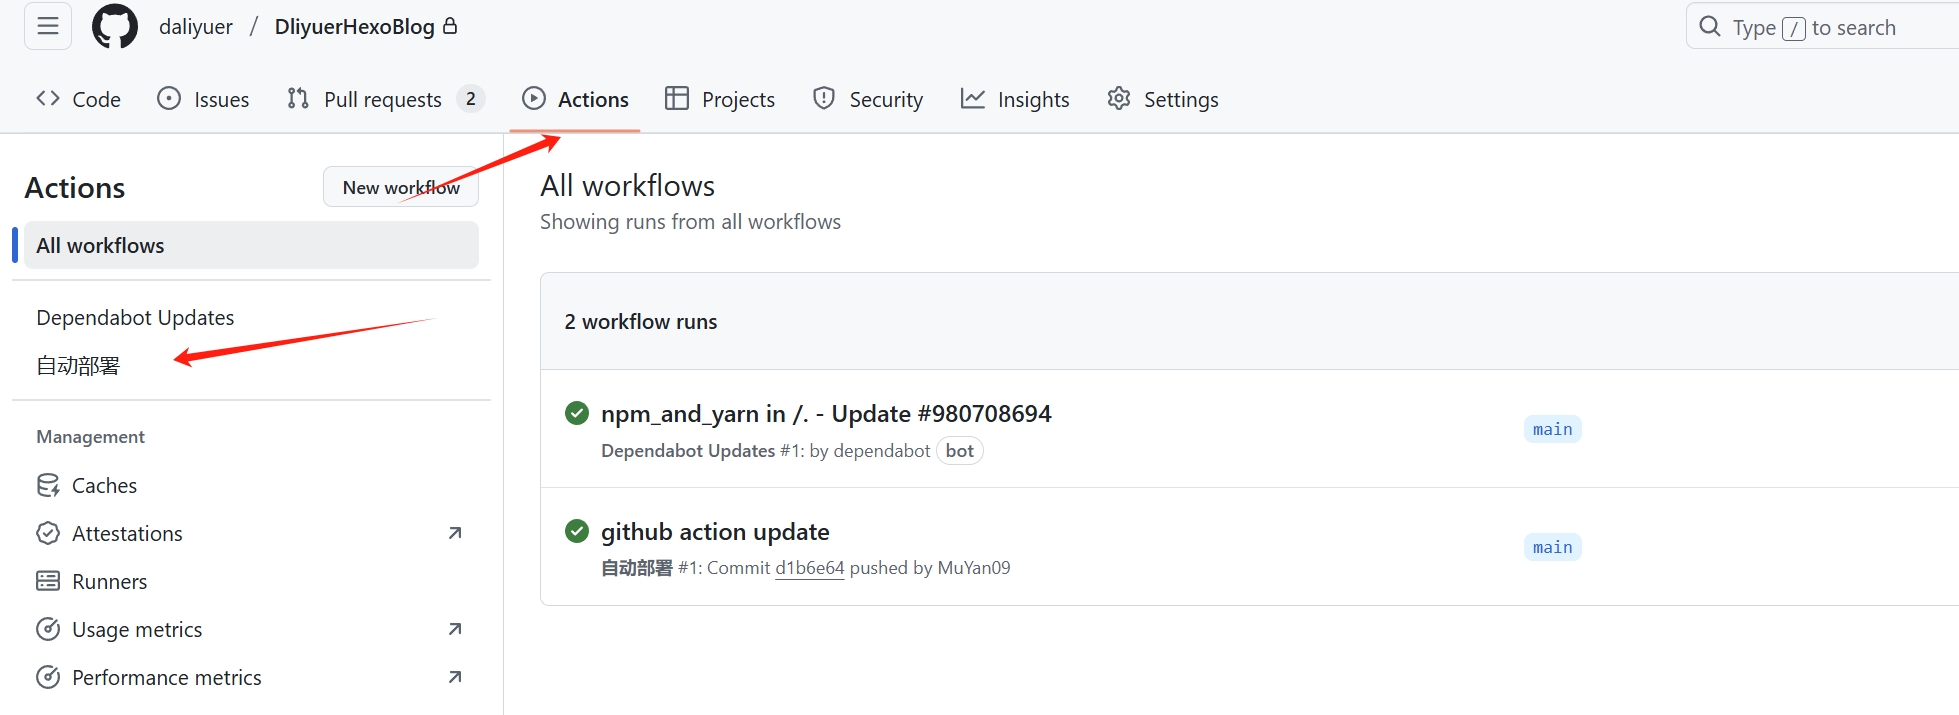 daliyuer / DliyuerHexoBlog
Type / to search
Code Issues Pull requests 2 Actions Projects Security Insights Settings
Actions
New workflow
All workflows
Dependabot Updates
自动部署
Management
Caches
Attestations
Runners
Usage metrics
Performance metrics
All workflows
Showing runs from all workflows
2 workflow runs
npm_and_yarn in /. - Update #980708694
main
Dependabot Updates #1: by dependabot bot
github action update
main
自动部署 #1: Commit d1b6e64 pushed by MuYan09